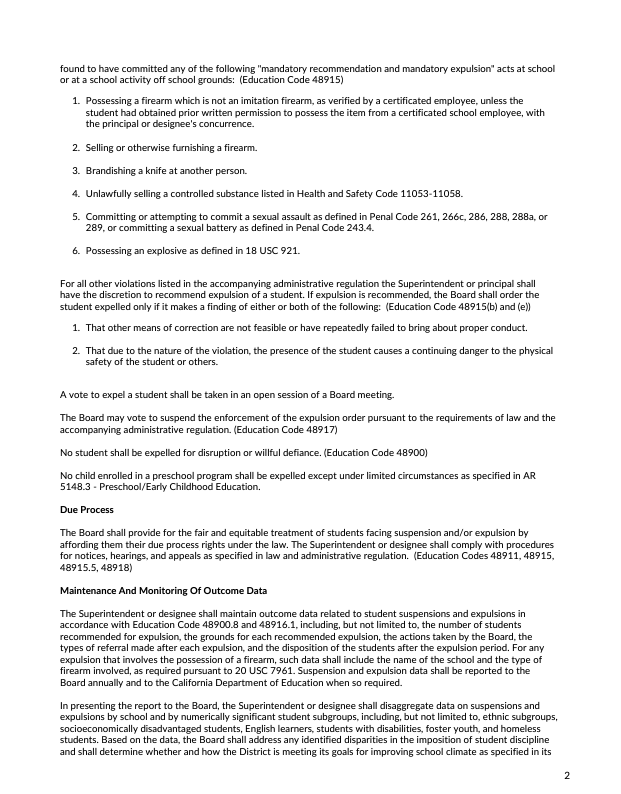 found to have committed any of the following "mandatory recommendation and mandatory expulsion" acts at school
or at a school activity off school grounds:  (Education Code 48915)
1. Possessing a firearm which is not an imitation firearm, as verified by a certificated employee, unless the
student had obtained prior written permission to possess the item from a certificated school employee, with
the principal or designee's concurrence.
2. Selling or otherwise furnishing a firearm.
3. Brandishing a knife at another person.
4. Unlawfully selling a controlled substance listed in Health and Safety Code 11053-11058.
5. Committing or attempting to commit a sexual assault as defined in Penal Code 261, 266c, 286, 288, 288a, or
289, or committing a sexual battery as defined in Penal Code 243.4.
6. Possessing an explosive as defined in 18 USC 921.
For all other violations listed in the accompanying administrative regulation the Superintendent or principal shall
have the discretion to recommend expulsion of a student. If expulsion is recommended, the Board shall order the
student expelled only if it makes a finding of either or both of the following:  (Education Code 48915(b) and (e))
1. That other means of correction are not feasible or have repeatedly failed to bring about proper conduct.
2. That due to the nature of the violation, the presence of the student causes a continuing danger to the physical
safety of the student or others.
A vote to expel a student shall be taken in an open session of a Board meeting.
The Board may vote to suspend the enforcement of the expulsion order pursuant to the requirements of law and the
accompanying administrative regulation. (Education Code 48917)
No student shall be expelled for disruption or willful defiance. (Education Code 48900)
No child enrolled in a preschool program shall be expelled except under limited circumstances as specified in AR
5148.3 - Preschool/Early Childhood Education.
Due Process
The Board shall provide for the fair and equitable treatment of students facing suspension and/or expulsion by
affording them their due process rights under the law. The Superintendent or designee shall comply with procedures
for notices, hearings, and appeals as specified in law and administrative regulation.  (Education Codes 48911, 48915,
48915.5, 48918)
Maintenance And Monitoring Of Outcome Data
The Superintendent or designee shall maintain outcome data related to student suspensions and expulsions in
accordance with Education Code 48900.8 and 48916.1, including, but not limited to, the number of students
recommended for expulsion, the grounds for each recommended expulsion, the actions taken by the Board, the
types of referral made after each expulsion, and the disposition of the students after the expulsion period. For any
expulsion that involves the possession of a firearm, such data shall include the name of the school and the type of
firearm involved, as required pursuant to 20 USC 7961. Suspension and expulsion data shall be reported to the
Board annually and to the California Department of Education when so required.
In presenting the report to the Board, the Superintendent or designee shall disaggregate data on suspensions and
expulsions by school and by numerically significant student subgroups, including, but not limited to, ethnic subgroups,
socioeconomically disadvantaged students, English learners, students with disabilities, foster youth, and homeless
students. Based on the data, the Board shall address any identified disparities in the imposition of student discipline
and shall determine whether and how the District is meeting its goals for improving school climate as specified in its
2